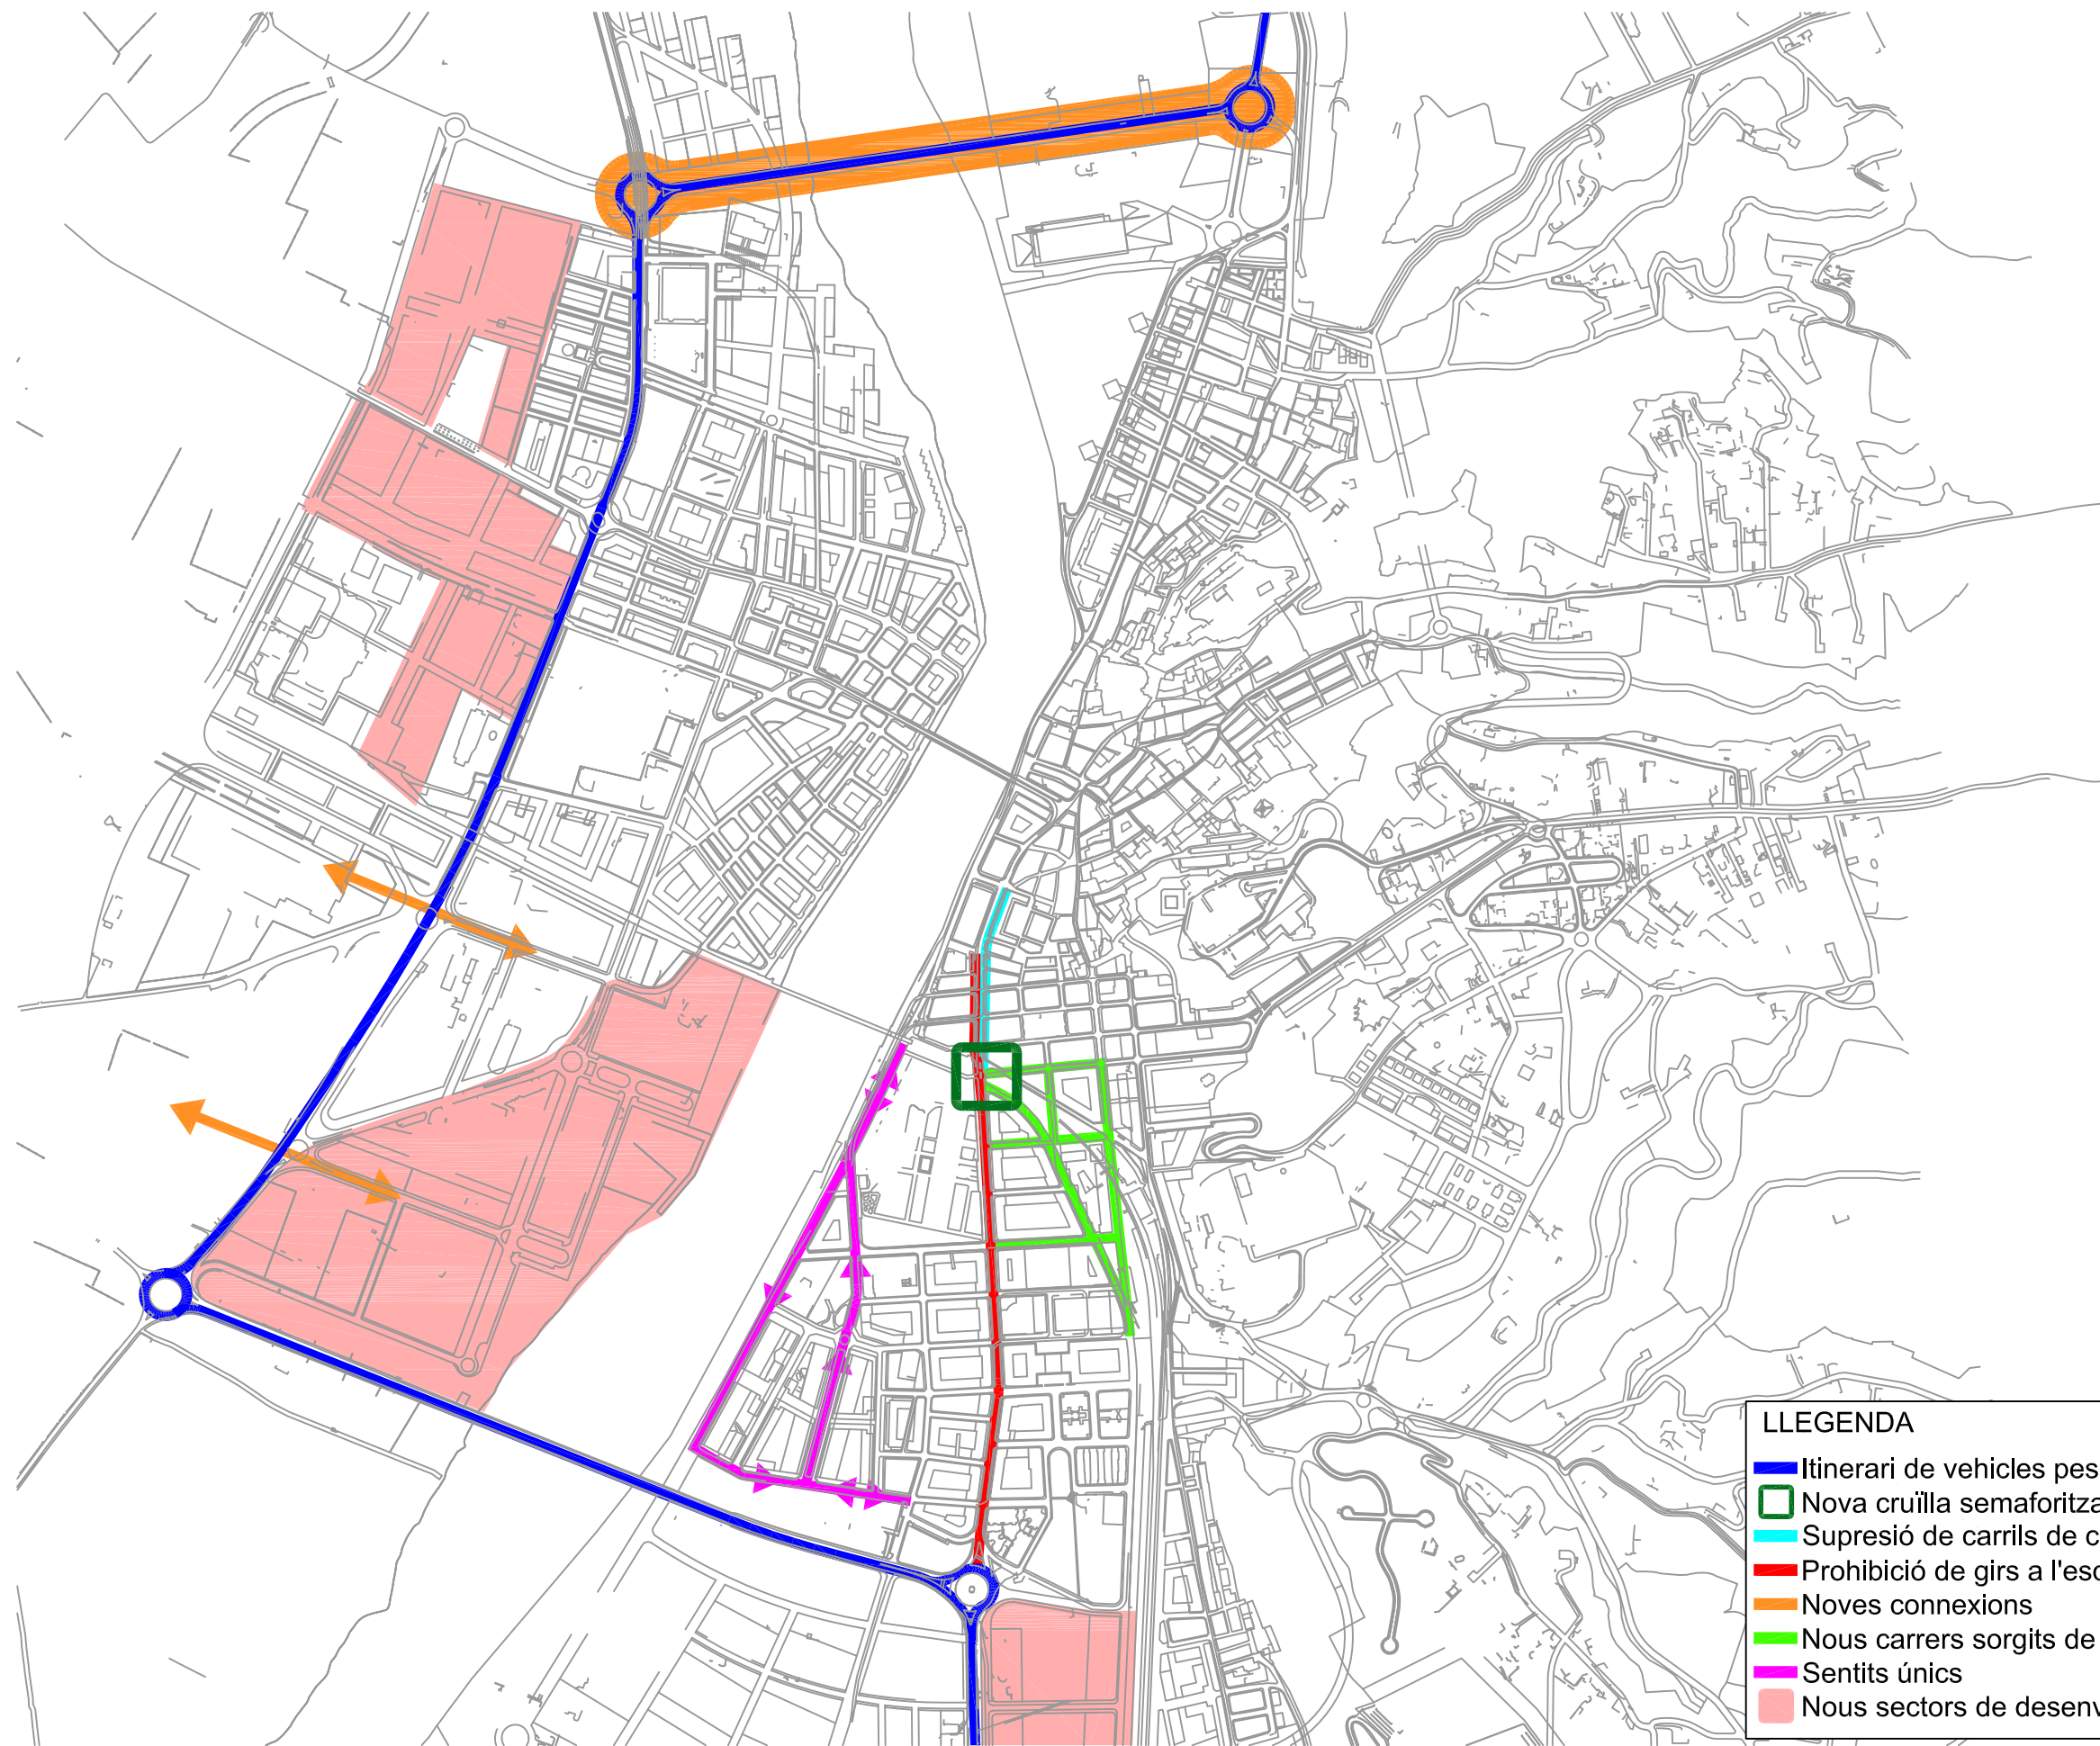 LLEGENDA
Itinerari de vehicles pes
Nova cruïlla semaforitza
Supresió de carrils de c
Prohibició de girs a l'esq
Noves connexions
Nous carrers sorgits de
Sentits únics
Nous sectors de desenv